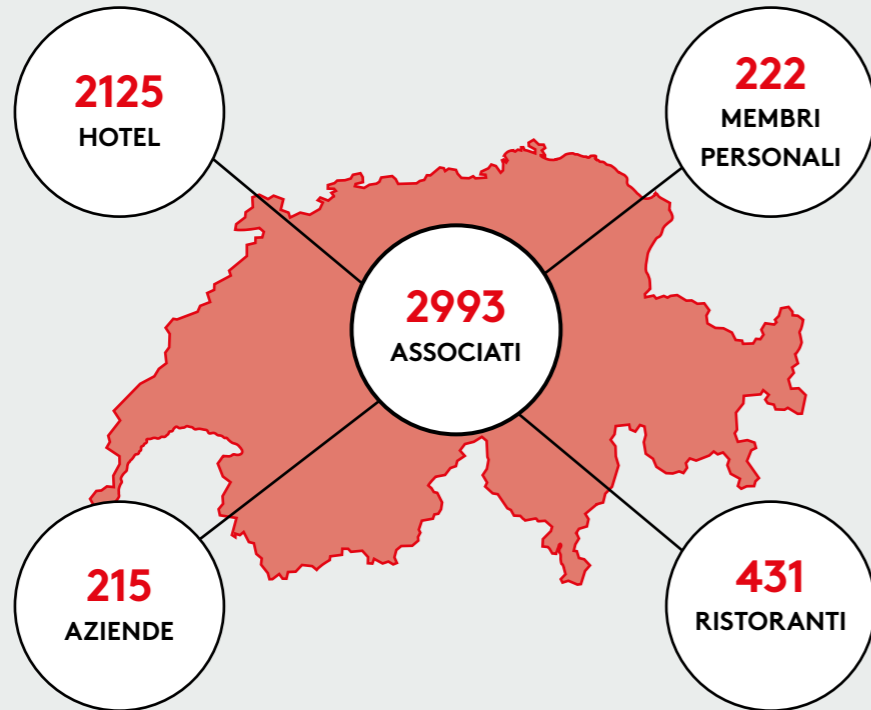 2125
HOTEL
222
MEMBRI
PERSONALI
2993
ASSOCIATI
215
AZIENDE
431
RISTORANTI